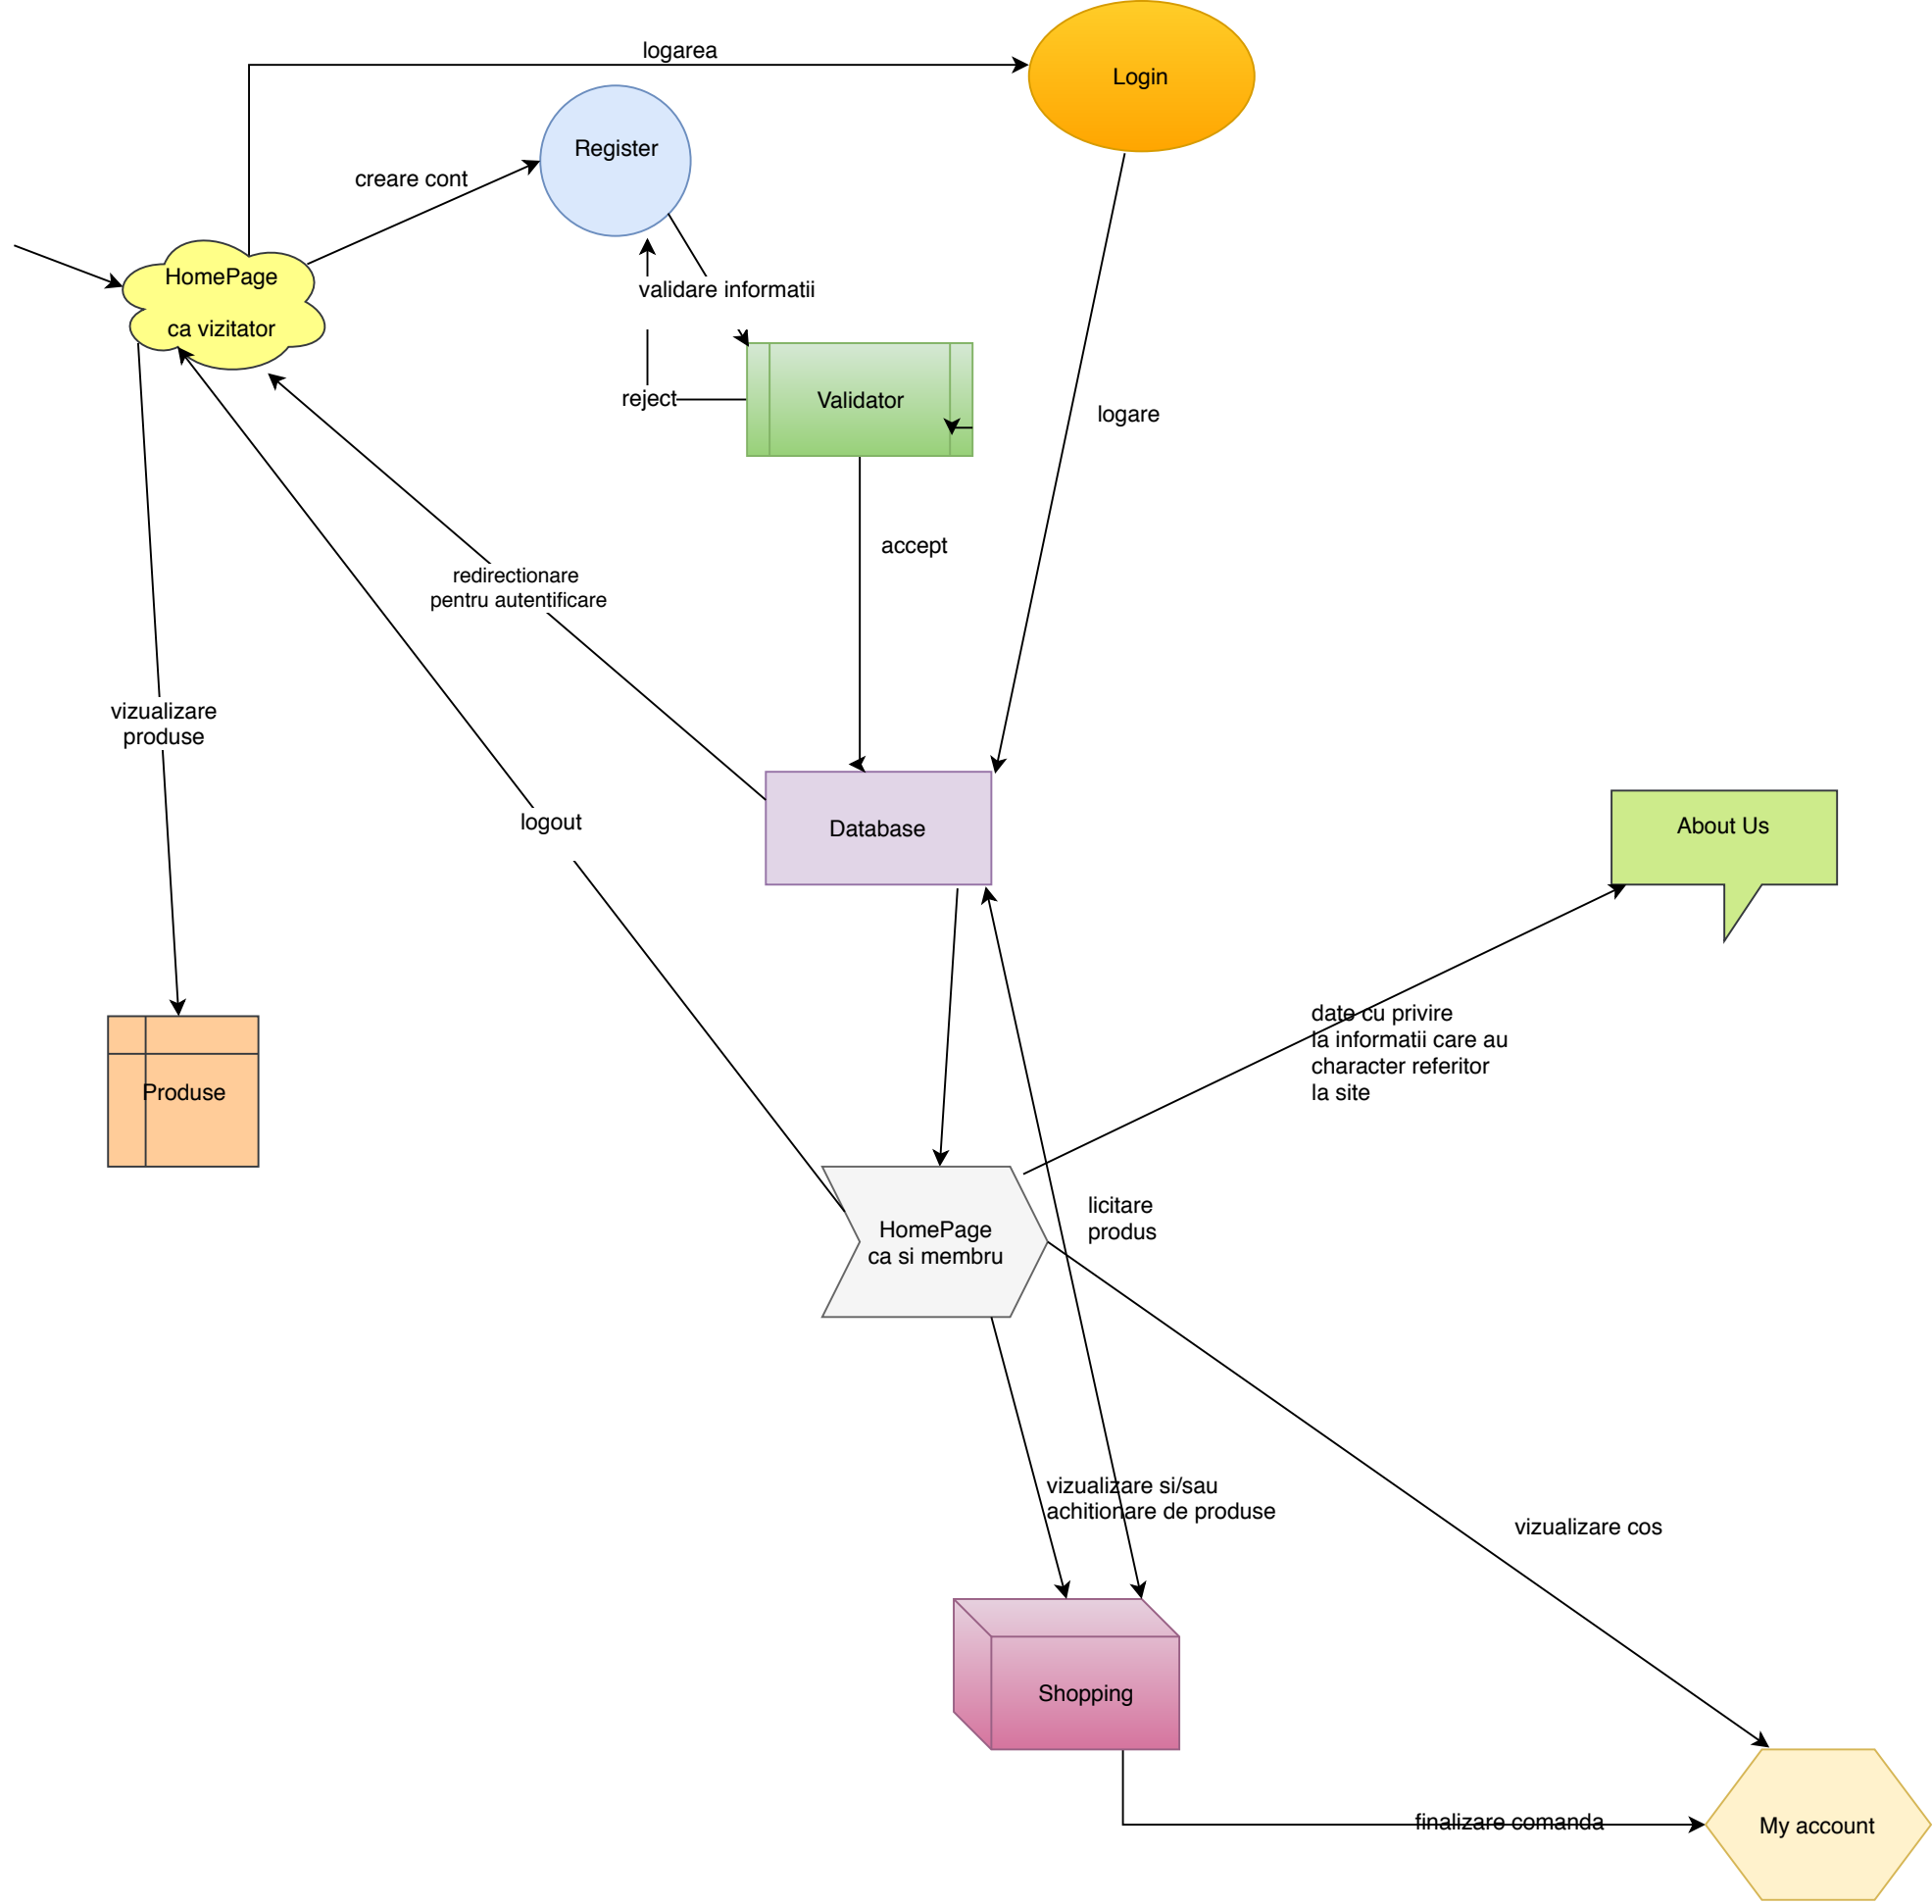 logarea
Login
Register
creare cont
HomePage
ca vizitator
validare informatii
reject
Validator
logare
accept
redirectionare
pentru autentificare
vizualizare
produse
logout
Database
About Us
date cu privire
la informatii care au
character referitor
la site
Produse
licitare
produs
HomePage
ca si membru
vizualizare si/sau
achitionare de produse
vizualizare cos
Shopping
finalizare comanda
My account